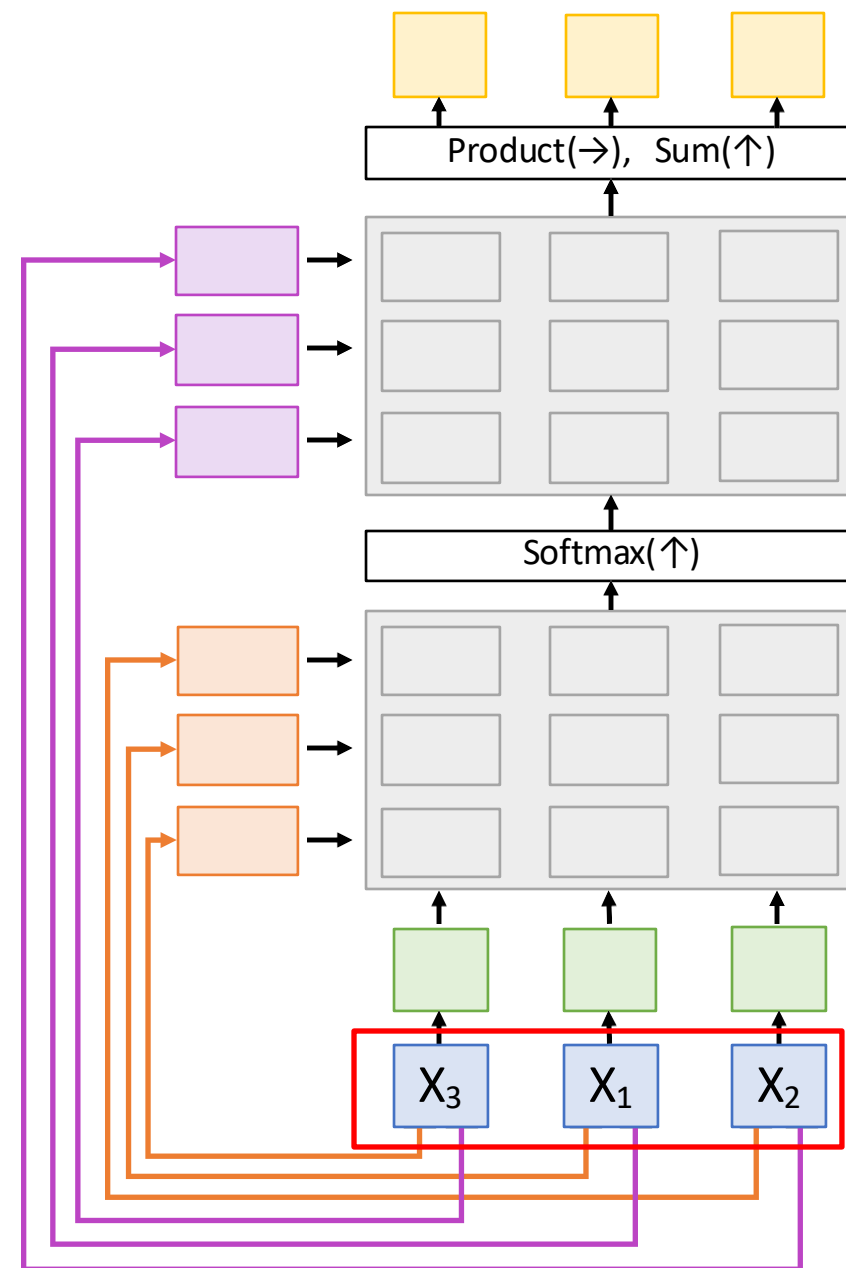 Product(→), Sum(↑)
Softmax(↑)
X₃ X₁ X₂